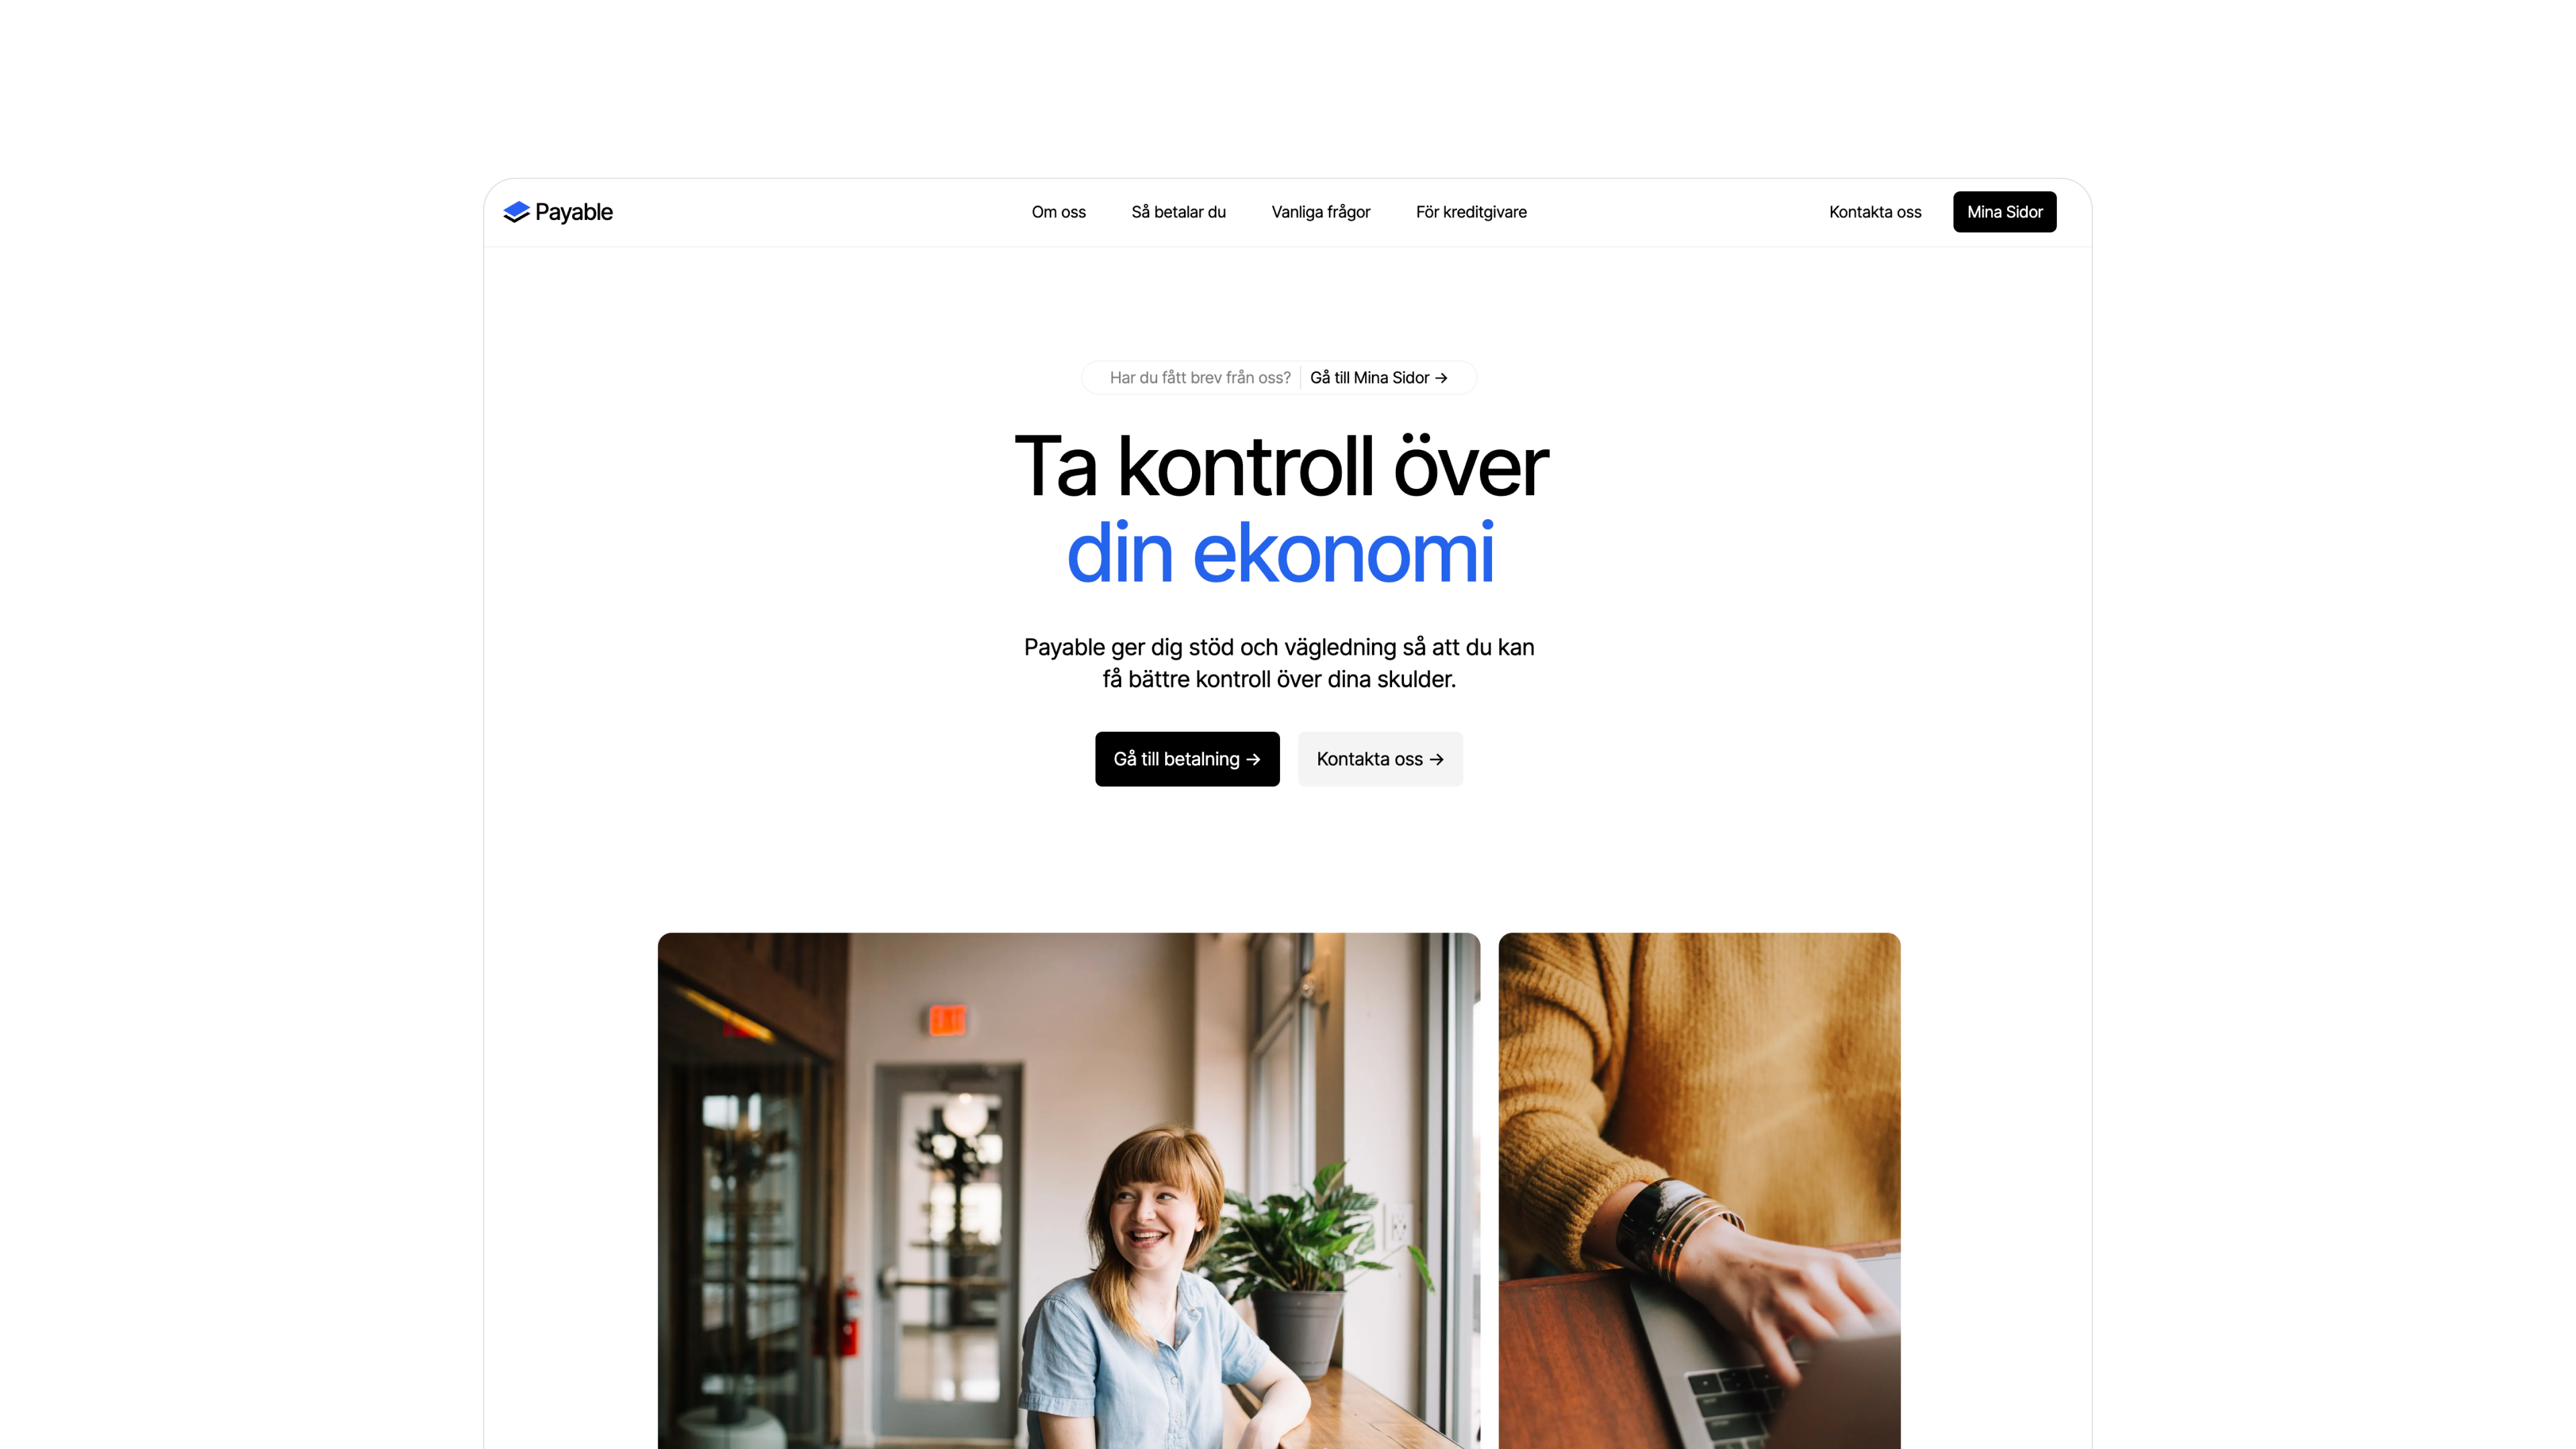 Payable
Om oss
Så betalar du
Vanliga frågor
För kreditgivare
Kontakta oss
Mina Sidor
Har du fått brev från oss? Gå till Mina Sidor →
Ta kontroll över
din ekonomi
Payable ger dig stöd och vägledning så att du kan
få bättre kontroll över dina skulder.
Gå till betalning →
Kontakta oss →
EXIT